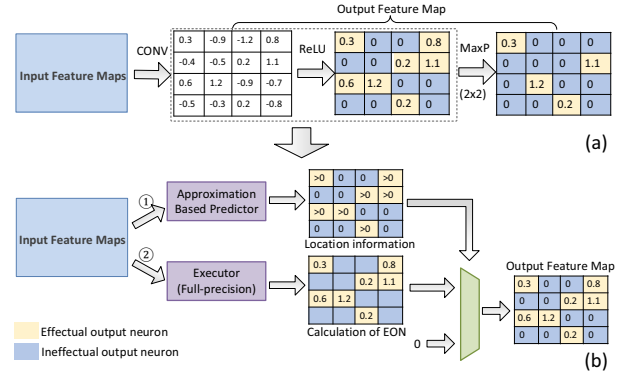 Output Feature Map
Input Feature Maps
CONV
0.3 -0.9 -1.2 0.8
-0.4 -0.5 0.2 1.1
0.6 1.2 -0.9 -0.7
-0.5 -0.3 0.2 -0.8
ReLU
0.3 0 0 0.8
0 0 0.2 1.1
0.6 1.2 0 0
0 0 0.2 0
MaxP
(2x2)
0.3 0 0 0
0 0 0 1.1
0 1.2 0 0
0 0 0.2 0
(a)
Input Feature Maps
①
Approximation
Based Predictor
>0 0 0 >0
0 0 >0 >0
>0 >0 0 0
0 0 >0 0
Location information
②
Executor
(Full-precision)
0.3 0.8
0.2 1.1
0.6 1.2
0.2
Calculation of EON
0
Output Feature Map
0.3 0 0 0.8
0 0 0.2 1.1
0.6 1.2 0 0
0 0 0.2 0
Effectual output neuron
Ineffectual output neuron
(b)